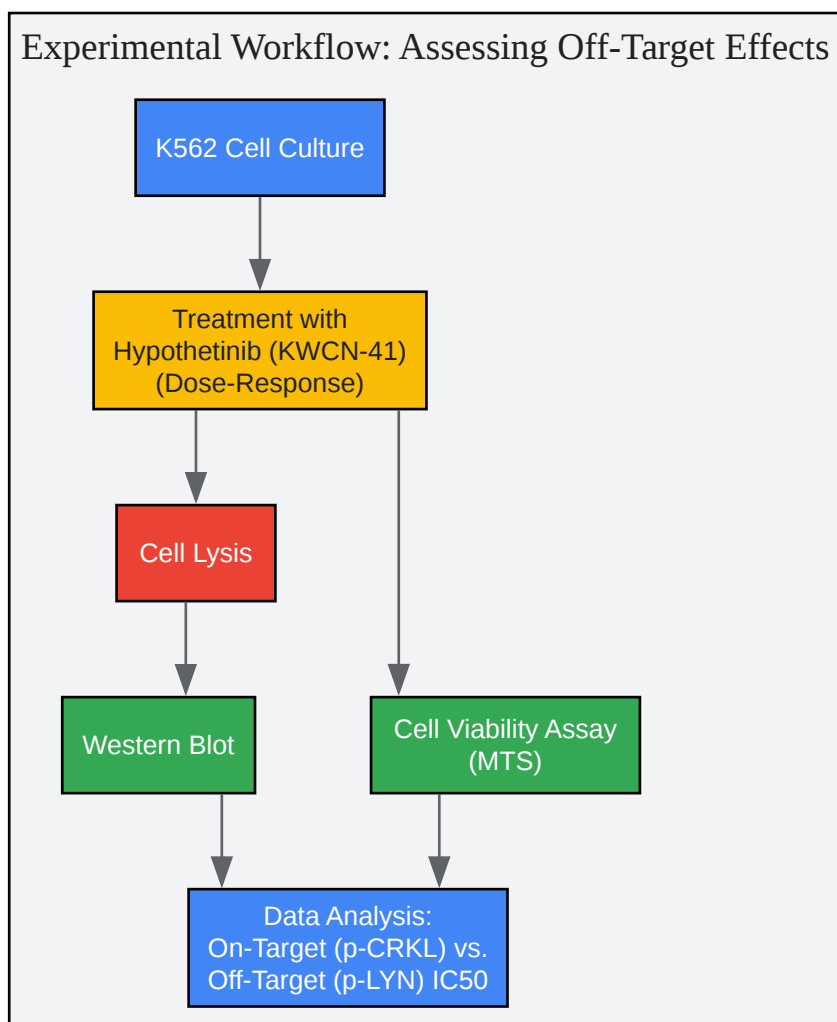 Experimental Workflow: Assessing Off-Target Effects
K562 Cell Culture
Treatment with
Hypothetinib (KWCN-41)
(Dose-Response)
Cell Lysis
Western Blot
Cell Viability Assay
(MTS)
Data Analysis:
On-Target (p-CRKL) vs.
Off-Target (p-LYN) IC50